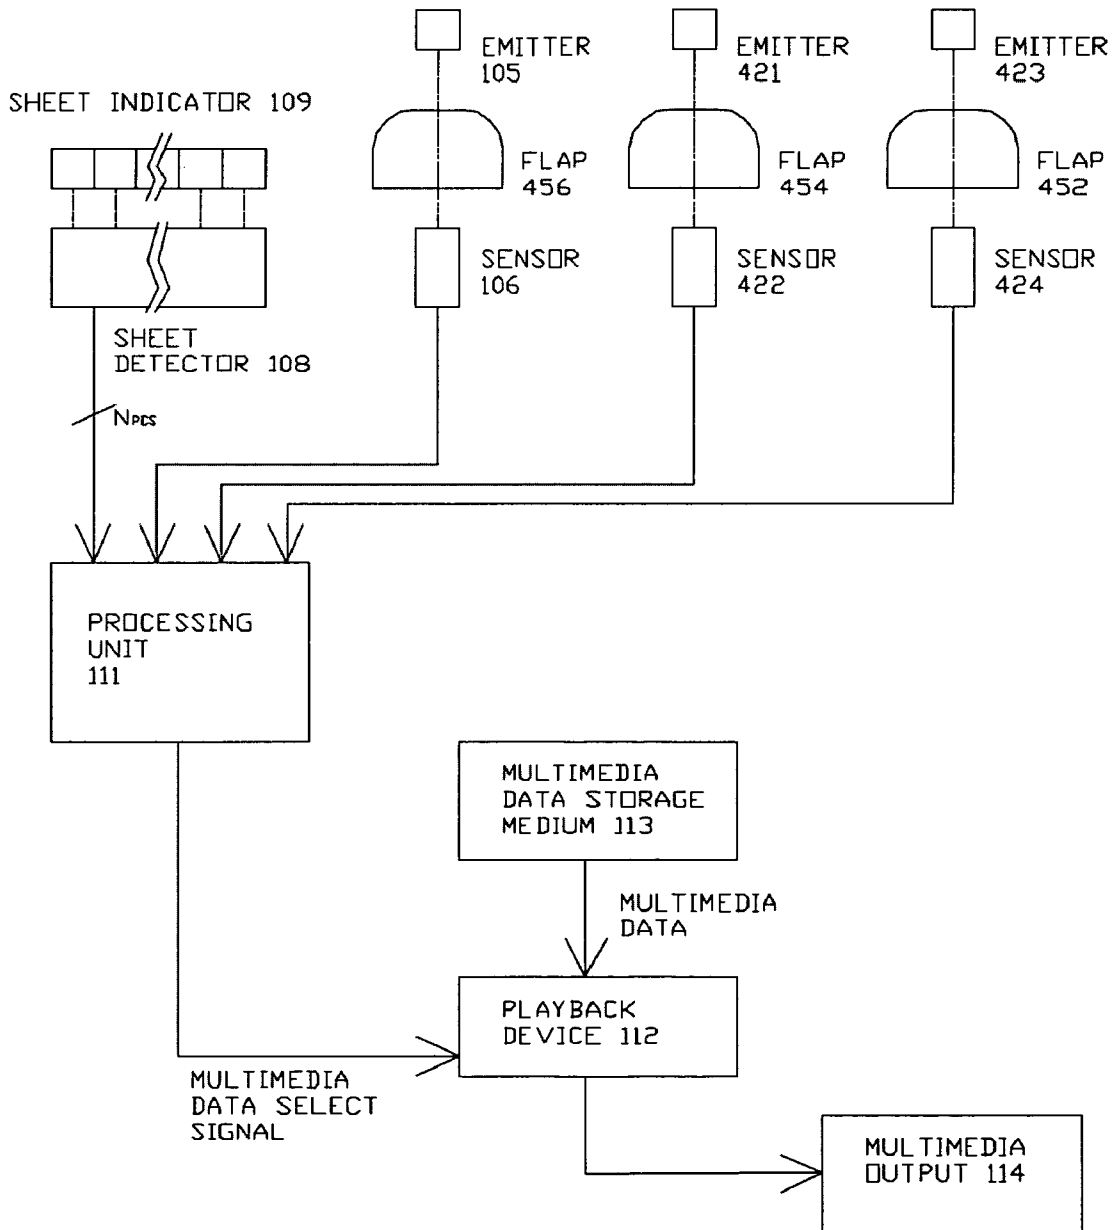 EMITTER
105
EMITTER
421
EMITTER
423
SHEET INDICATOR 109
FLAP
456
FLAP
454
FLAP
452
SENSOR
106
SENSOR
422
SENSOR
424
SHEET
DETECTOR 108
NPCS
PROCESSING
UNIT
111
MULTIMEDIA
DATA STORAGE
MEDIUM 113
MULTIMEDIA
DATA
PLAYBACK
DEVICE 112
MULTIMEDIA
DATA SELECT
SIGNAL
MULTIMEDIA
OUTPUT 114